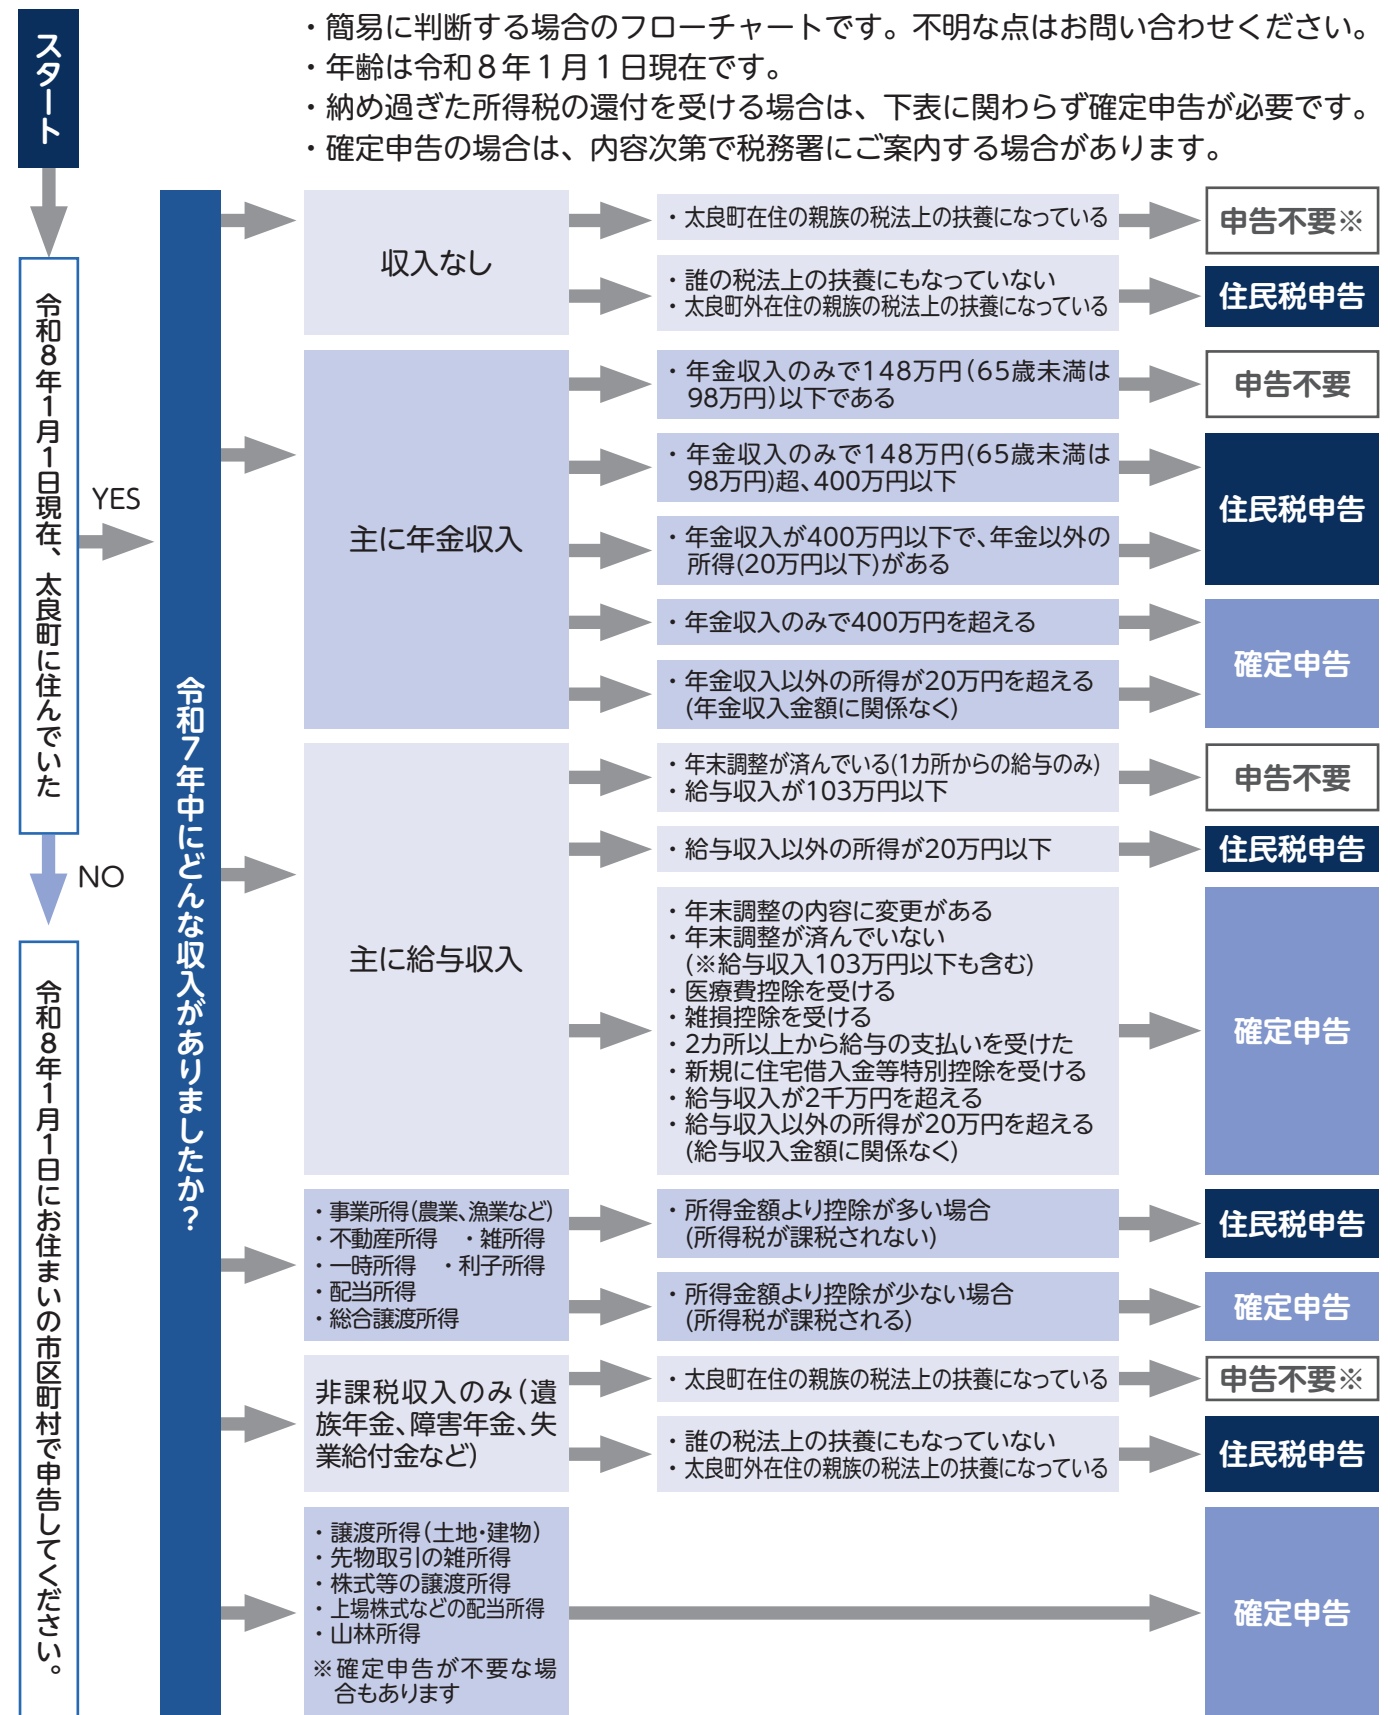 スタート
・簡易に判断する場合のフローチャートです。不明な点はお問い合わせください。
・年齢は令和8年1月1日現在です。
・納め過ぎた所得税の還付を受ける場合は、下表に関わらず確定申告が必要です。
・確定申告の場合は、内容次第で税務署にご案内する場合があります。
令和8年1月1日現在、太良町に住んでいた
YES
NO
令和8年1月1日にお住まいの市区町村で申告してください。
令和7年中にどんな収入がありましたか？
収入なし
・太良町在住の親族の税法上の扶養になっている
申告不要※
・誰の税法上の扶養にもなっていない
・太良町外在住の親族の税法上の扶養になっている
住民税申告
主に年金収入
・年金収入のみで148万円(65歳未満は
98万円)以下である
申告不要
・年金収入のみで148万円(65歳未満は
98万円)超、400万円以下
・年金収入が400万円以下で、年金以外の
所得(20万円以下)がある
住民税申告
・年金収入のみで400万円を超える
・年金収入以外の所得が20万円を超える
(年金収入金額に関係なく)
確定申告
主に給与収入
・年末調整が済んでいる(1カ所からの給与のみ)
・給与収入が103万円以下
申告不要
・給与収入以外の所得が20万円以下
住民税申告
・年末調整の内容に変更がある
・年末調整が済んでいない
(※給与収入103万円以下も含む)
・医療費控除を受ける
・雑損控除を受ける
・2カ所以上から給与の支払いを受けた
・新規に住宅借入金等特別控除を受ける
・給与収入が2千万円を超える
・給与収入以外の所得が20万円を超える
(給与収入金額に関係なく)
確定申告
・事業所得(農業、漁業など)
・不動産所得　・雑所得
・一時所得　・利子所得
・配当所得
・総合譲渡所得
・所得金額より控除が多い場合
(所得税が課税されない)
住民税申告
・所得金額より控除が少ない場合
(所得税が課税される)
確定申告
非課税収入のみ(遺
族年金、障害年金、失
業給付金など)
・太良町在住の親族の税法上の扶養になっている
申告不要※
・誰の税法上の扶養にもなっていない
・太良町外在住の親族の税法上の扶養になっている
住民税申告
・譲渡所得(土地・建物)
・先物取引の雑所得
・株式等の譲渡所得
・上場株式などの配当所得
・山林所得
※確定申告が不要な場
合もあります
確定申告